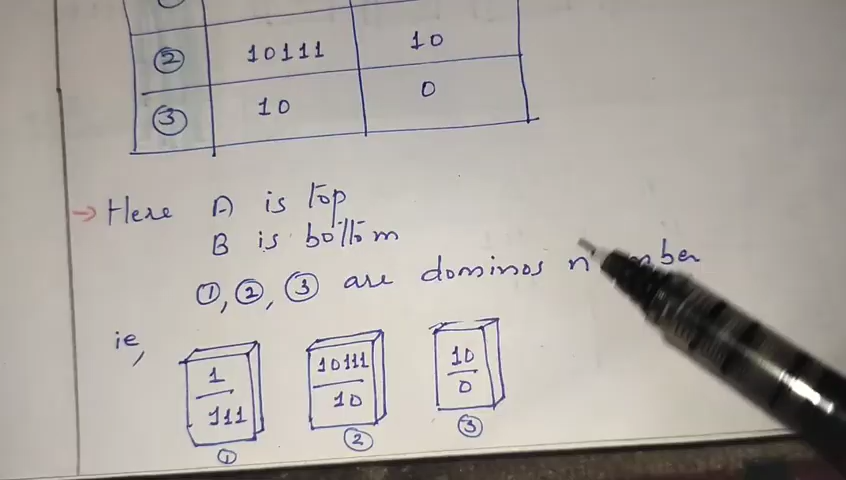 ② 10111 10
③ 10 0
→ Here A is top
B is bottom
①, ②, ③ are dominos number
ie,
1 10111 10
111 10 0
① ② ③